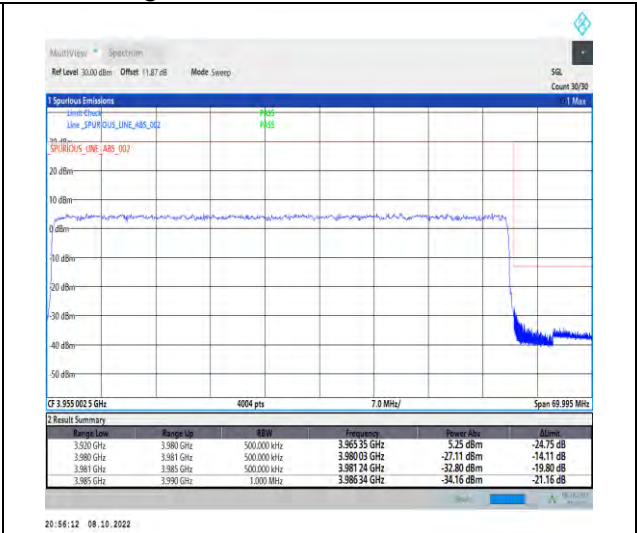 MultiView Spectrum
Ref Level 30.00 dBm Offset 11.87 dB Mode Sweep SGL
Count 30/30
1 Spurious Emissions 1 Max
Limit Check PASS
Line _SPURIOUS_LINE_ABS_002 PASS
_SPURIOUS_LINE_ABS_002
20 dBm
10 dBm
0 dBm
-10 dBm
-20 dBm
-30 dBm
-40 dBm
-50 dBm
CF 3.955 002 5 GHz 4004 pts 7.0 MHz/ Span 69.995 MHz
2 Result Summary
Range Low Range Up RBW Frequency Power Abs ΔLimit
3.920 GHz 3.980 GHz 500.000 kHz 3.965 35 GHz 5.25 dBm -24.75 dB
3.980 GHz 3.981 GHz 500.000 kHz 3.980 03 GHz -27.11 dBm -14.11 dB
3.981 GHz 3.985 GHz 500.000 kHz 3.981 24 GHz -32.80 dBm -19.80 dB
3.985 GHz 3.990 GHz 1.000 MHz 3.986 34 GHz -34.16 dBm -21.16 dB
20:56:12 08.10.2022